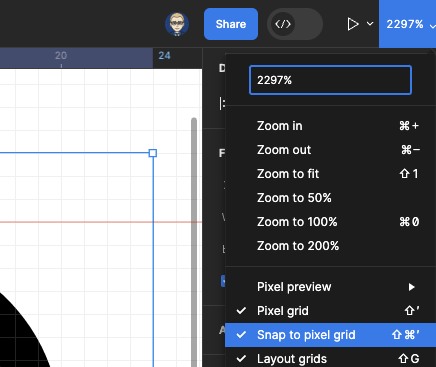 Share
</>
2297%
20
24
D
2297%
F
Zoom in ⌘+
Zoom out ⌘−
Zoom to fit ⇧1
Zoom to 50%
Zoom to 100% ⌘0
Zoom to 200%
Pixel preview
Pixel grid ⇧'
Snap to pixel grid ⇧⌘'
A
Layout grids ⇧G